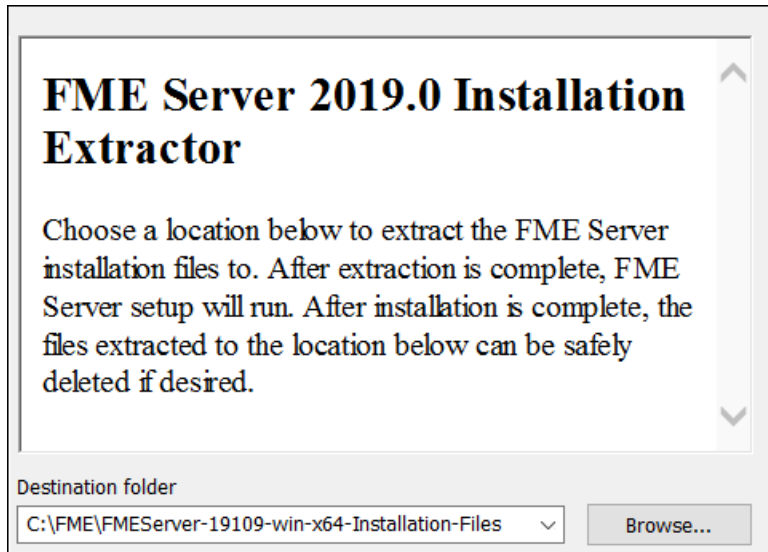 FME Server 2019.0 Installation
Extractor
Choose a location below to extract the FME Server
installation files to. After extraction is complete, FME
Server setup will run. After installation is complete, the
files extracted to the location below can be safely
deleted if desired.
Destination folder
C:\FME\FMEServer-19109-win-x64-Installation-Files
Browse...